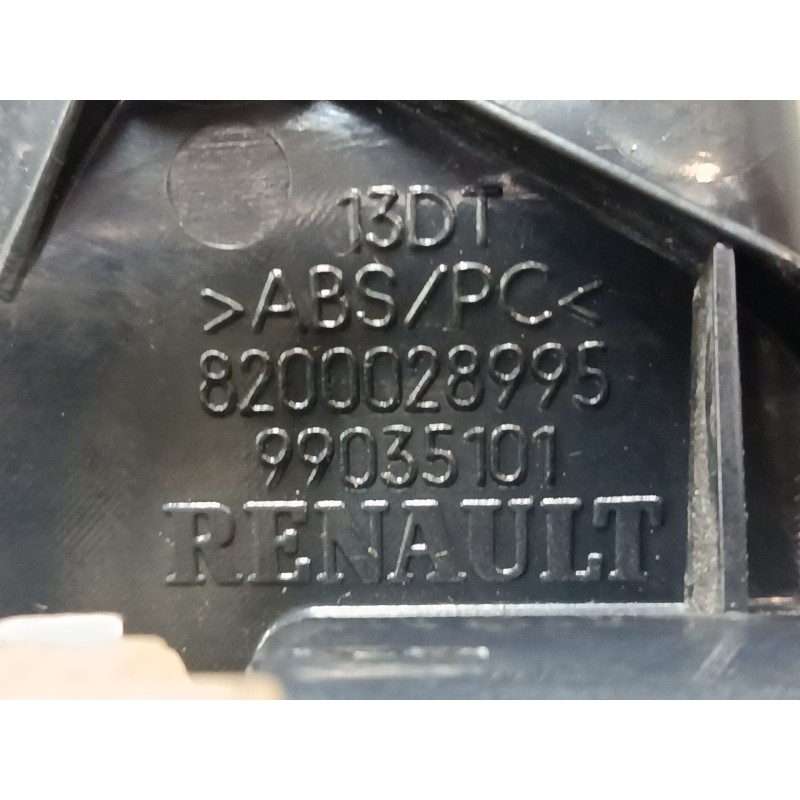 13DT
>ABS/PC<
8200028995
99035101
RENAULT